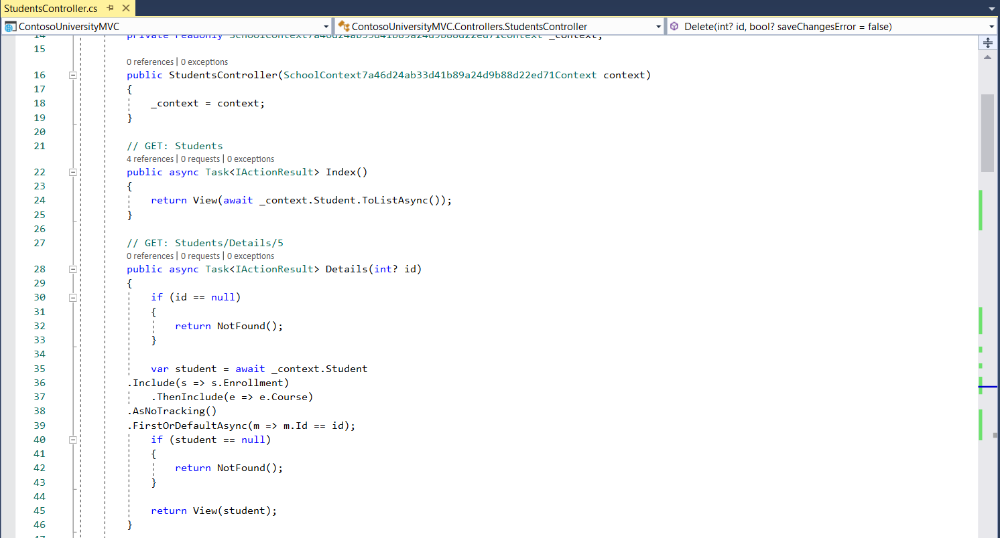 StudentsController.cs
ContosoUniversityMVC ContosoUniversityMVC.Controllers.StudentsController Delete(int? id, bool? saveChangesError = false)
14 private readonly SchoolContext7a46d24ab33d41b89a24d9b88d22ed71Context _context;
15
0 references | 0 exceptions
16 public StudentsController(SchoolContext7a46d24ab33d41b89a24d9b88d22ed71Context context)
17 {
18 _context = context;
19 }
20
21 // GET: Students
4 references | 0 requests | 0 exceptions
22 public async Task<IActionResult> Index()
23 {
24 return View(await _context.Student.ToListAsync());
25 }
26
27 // GET: Students/Details/5
0 references | 0 requests | 0 exceptions
28 public async Task<IActionResult> Details(int? id)
29 {
30 if (id == null)
31 {
32 return NotFound();
33 }
34
35 var student = await _context.Student
36 .Include(s => s.Enrollment)
37 .ThenInclude(e => e.Course)
38 .AsNoTracking()
39 .FirstOrDefaultAsync(m => m.Id == id);
40 if (student == null)
41 {
42 return NotFound();
43 }
44
45 return View(student);
46 }
47